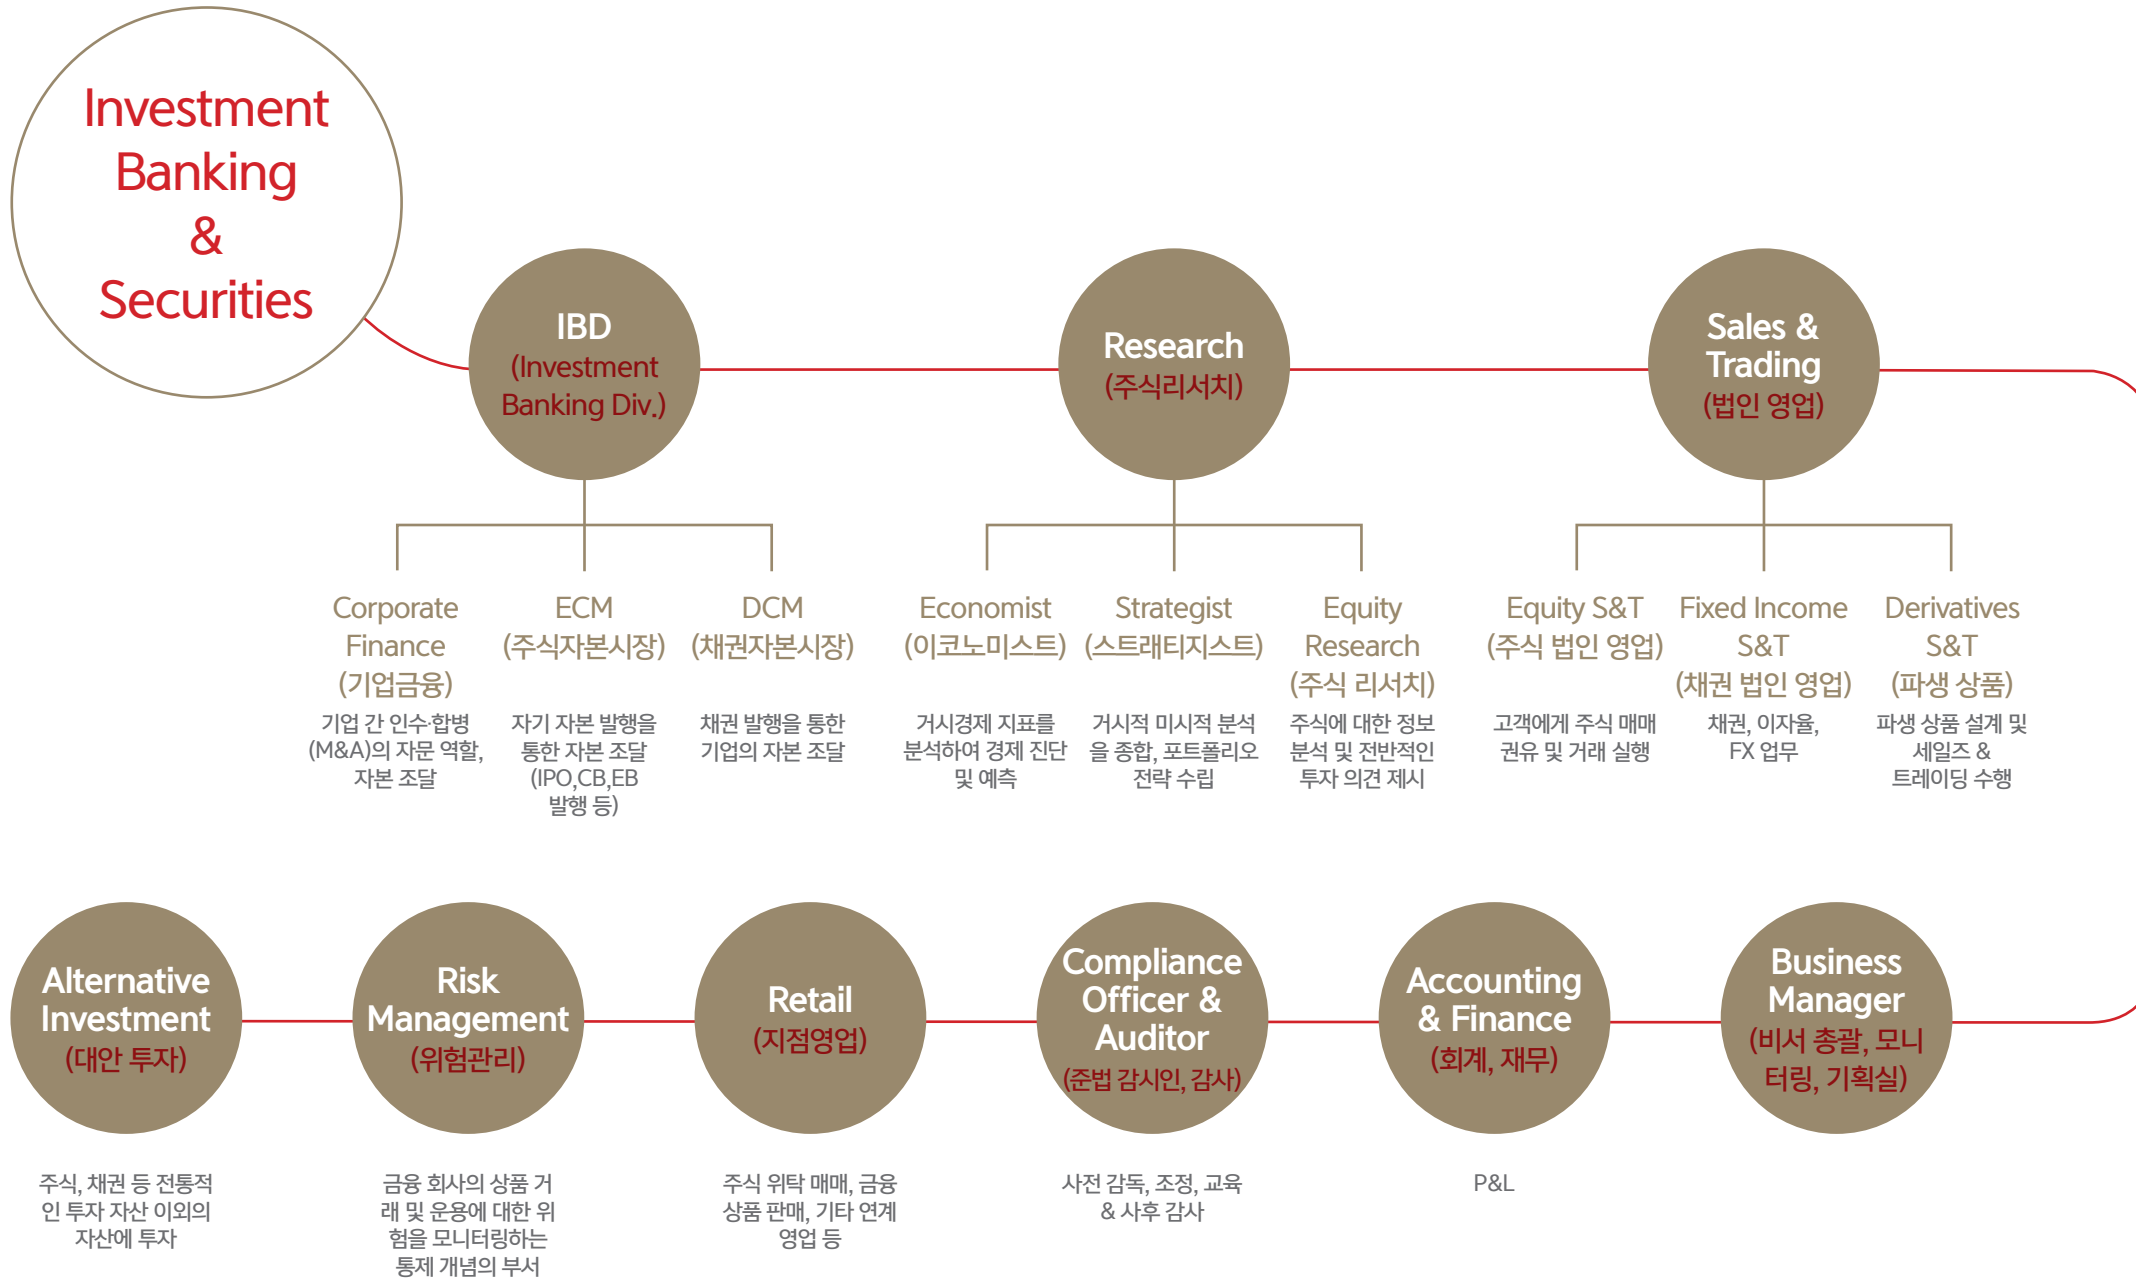 Investment
Banking
&
Securities
IBD
(Investment
Banking Div.)
Research
(주식리서치)
Sales &
Trading
(법인 영업)
Corporate
Finance
(기업금융)
기업 간 인수·합병
(M&A)의 자문 역할,
자본 조달
ECM
(주식자본시장)
자기 자본 발행을
통한 자본 조달
(IPO,CB,EB
발행 등)
DCM
(채권자본시장)
채권 발행을 통한
기업의 자본 조달
Economist
(이코노미스트)
거시경제 지표를
분석하여 경제 진단
및 예측
Strategist
(스트래티지스트)
거시적 미시적 분석
을 종합, 포트폴리오
전략 수립
Equity
Research
(주식 리서치)
주식에 대한 정보
분석 및 전반적인
투자 의견 제시
Equity S&T
(주식 법인 영업)
고객에게 주식 매매
권유 및 거래 실행
Fixed Income
S&T
(채권 법인 영업)
채권, 이자율,
FX 업무
Derivatives
S&T
(파생 상품)
파생 상품 설계 및
세일즈 &
트레이딩 수행
Alternative
Investment
(대안 투자)
주식, 채권 등 전통적
인 투자 자산 이외의
자산에 투자
Risk
Management
(위험관리)
금융 회사의 상품 거
래 및 운용에 대한 위
험을 모니터링하는
통제 개념의 부서
Retail
(지점영업)
주식 위탁 매매, 금융
상품 판매, 기타 연계
영업 등
Compliance
Officer &
Auditor
(준법 감시인, 감사)
사전 감독, 조정, 교육
& 사후 감사
Accounting
& Finance
(회계, 재무)
P&L
Business
Manager
(비서 총괄, 모니
터링, 기획실)